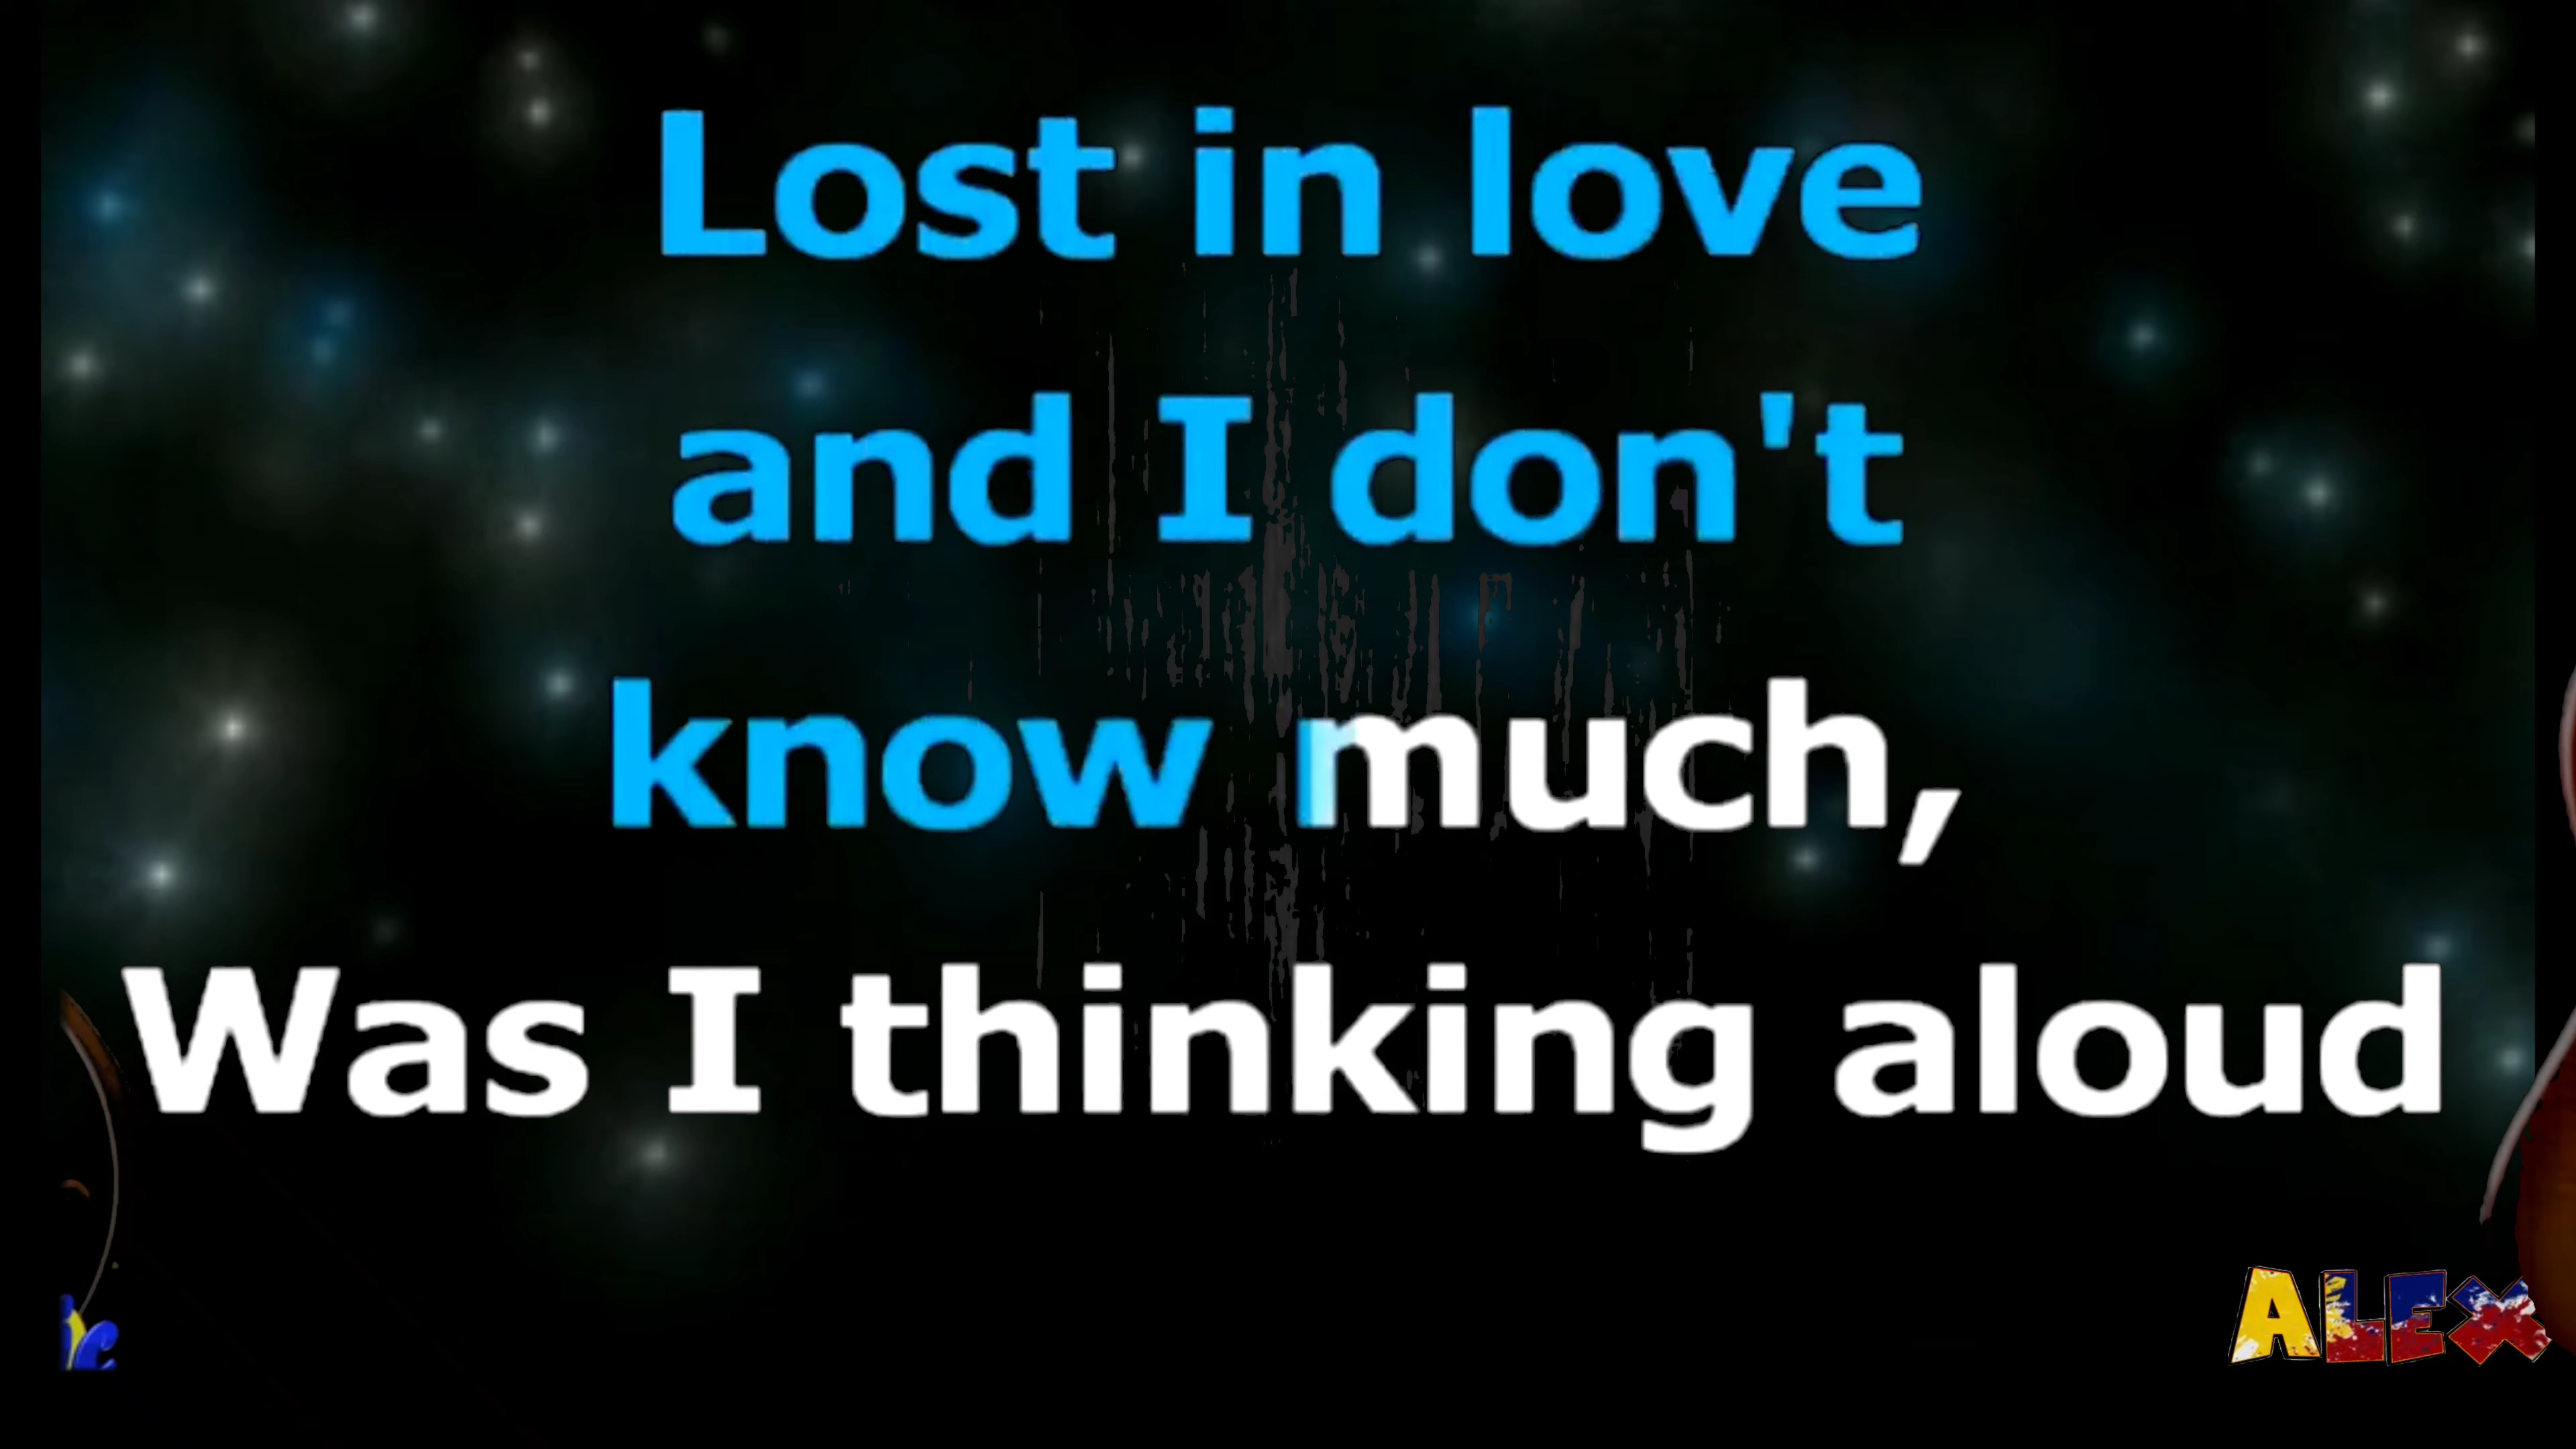 Lost in love
and I don't
know much,
Was I thinking aloud
ALEX